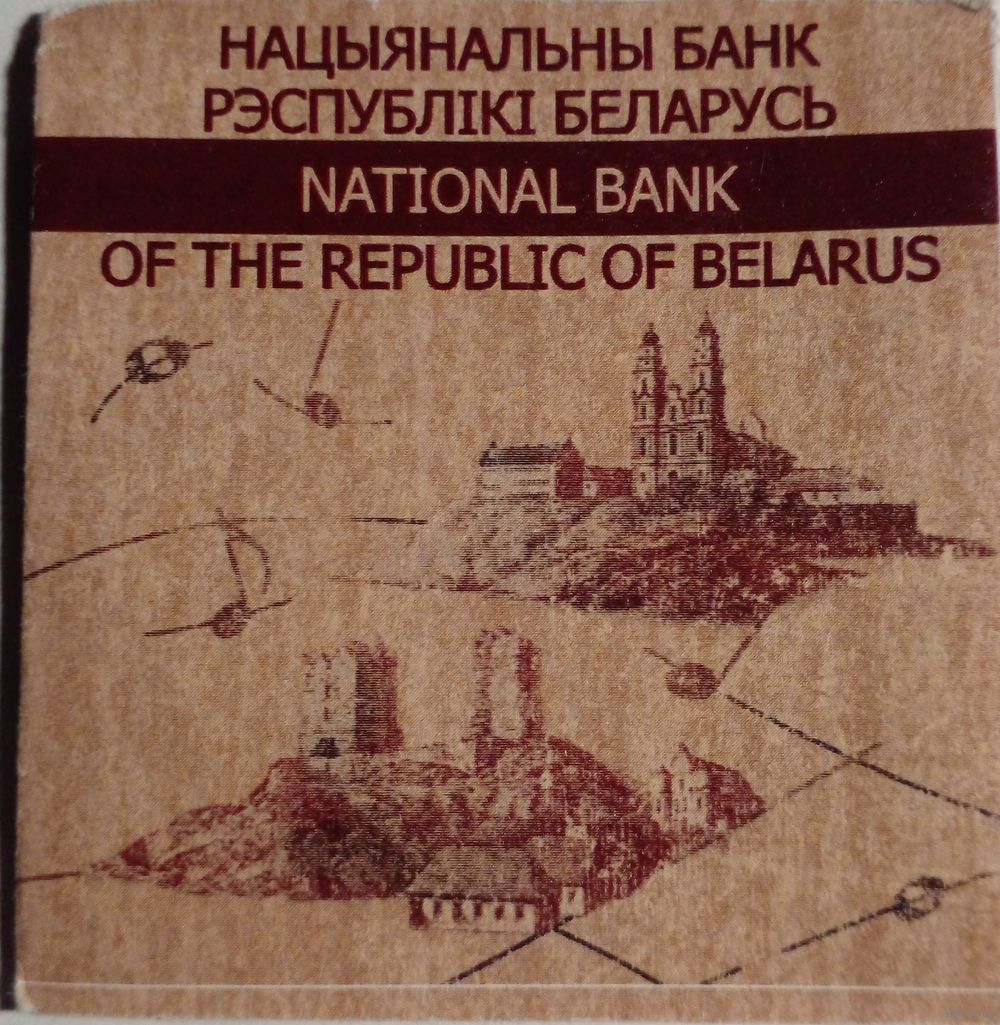 НАЦЫЯНАЛЬНЫ БАНК
РЭСПУБЛІКІ БЕЛАРУСЬ
NATIONAL BANK
OF THE REPUBLIC OF BELARUS